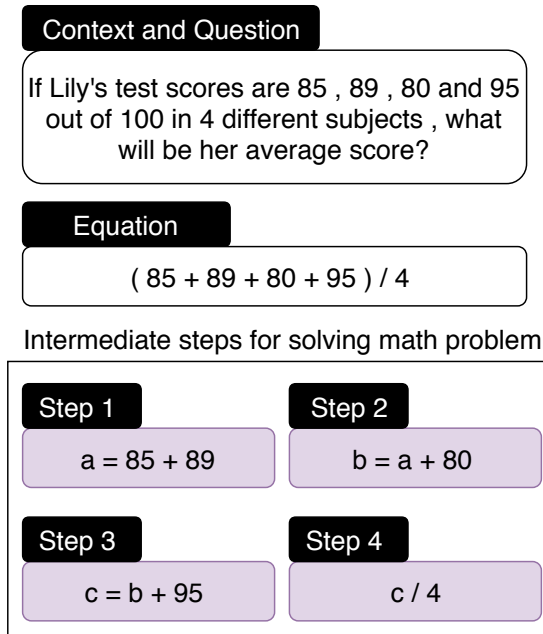 Context and Question
If Lily's test scores are 85 , 89 , 80 and 95
out of 100 in 4 different subjects , what
will be her average score?
Equation
( 85 + 89 + 80 + 95 ) / 4
Intermediate steps for solving math problem
Step 1
a = 85 + 89
Step 2
b = a + 80
Step 3
c = b + 95
Step 4
c / 4